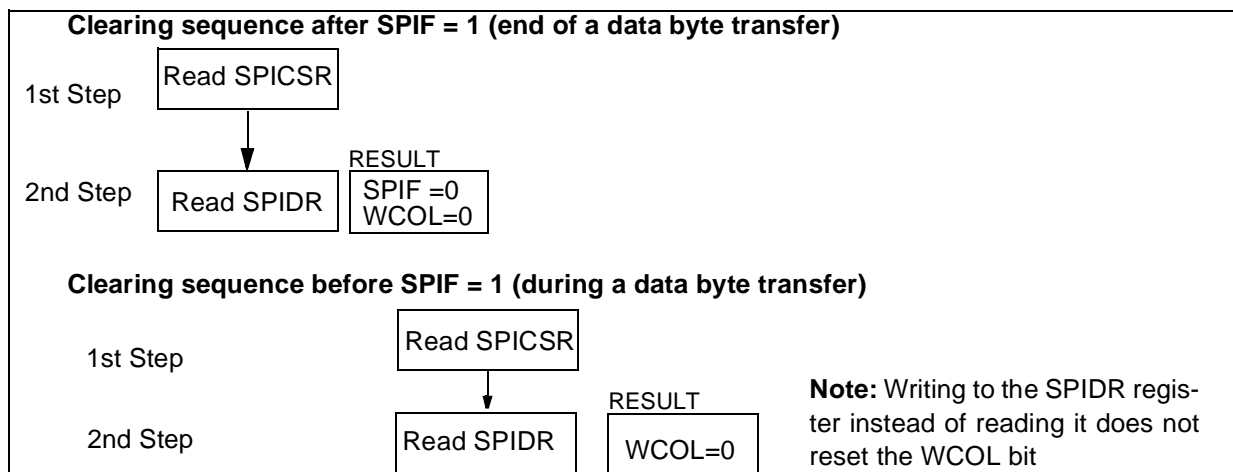 Clearing sequence after SPIF = 1 (end of a data byte transfer)
1st Step
Read SPICSR
2nd Step
Read SPIDR
RESULT
SPIF =0
WCOL=0
Clearing sequence before SPIF = 1 (during a data byte transfer)
1st Step
Read SPICSR
2nd Step
Read SPIDR
RESULT
WCOL=0
Note: Writing to the SPIDR regis-
ter instead of reading it does not
reset the WCOL bit